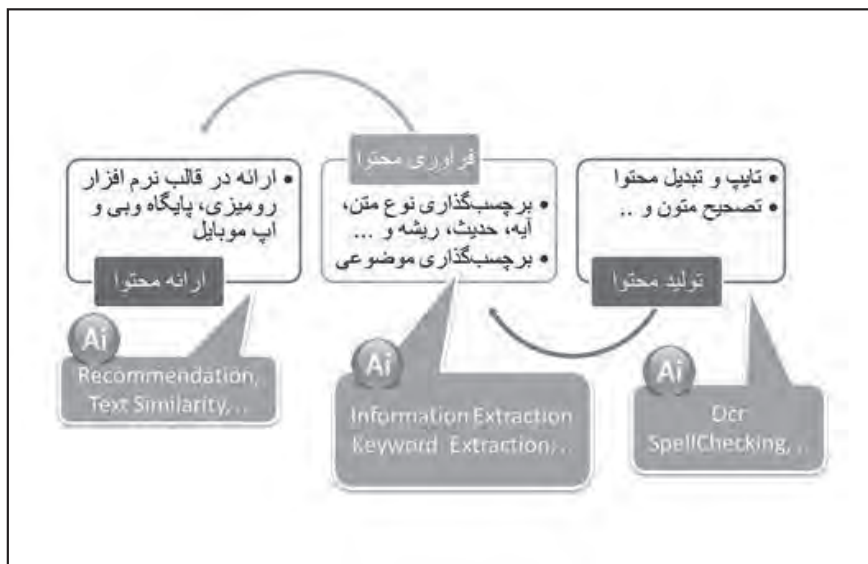 تایپ و تبدیل محتوا
تصحیح متون و ..
تولید محتوا
Ai
Ocr
SpellChecking, ..
فرآوری محتوا
برچسب‌گذاری نوع متن،
آیه، حدیث، ریشه و ...
برچسب‌گذاری موضوعی
Ai
Information Extraction
Keyword Extraction, ..
ارائه در قالب نرم افزار
رومیزی، پایگاه وبی و
اپ موبایل
ارائه محتوا
Ai
Recommendation,
Text Similarity, ..